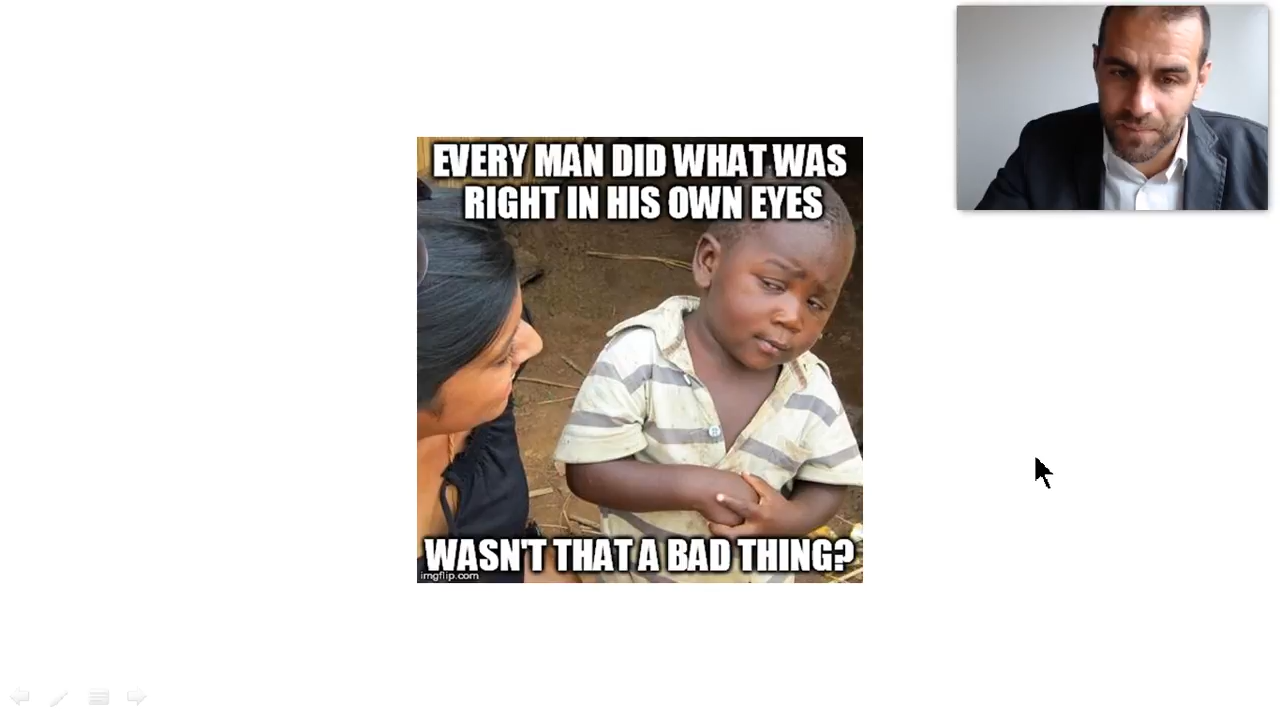 EVERY MAN DID WHAT WAS
RIGHT IN HIS OWN EYES
WASN'T THAT A BAD THING?
imgflip.com